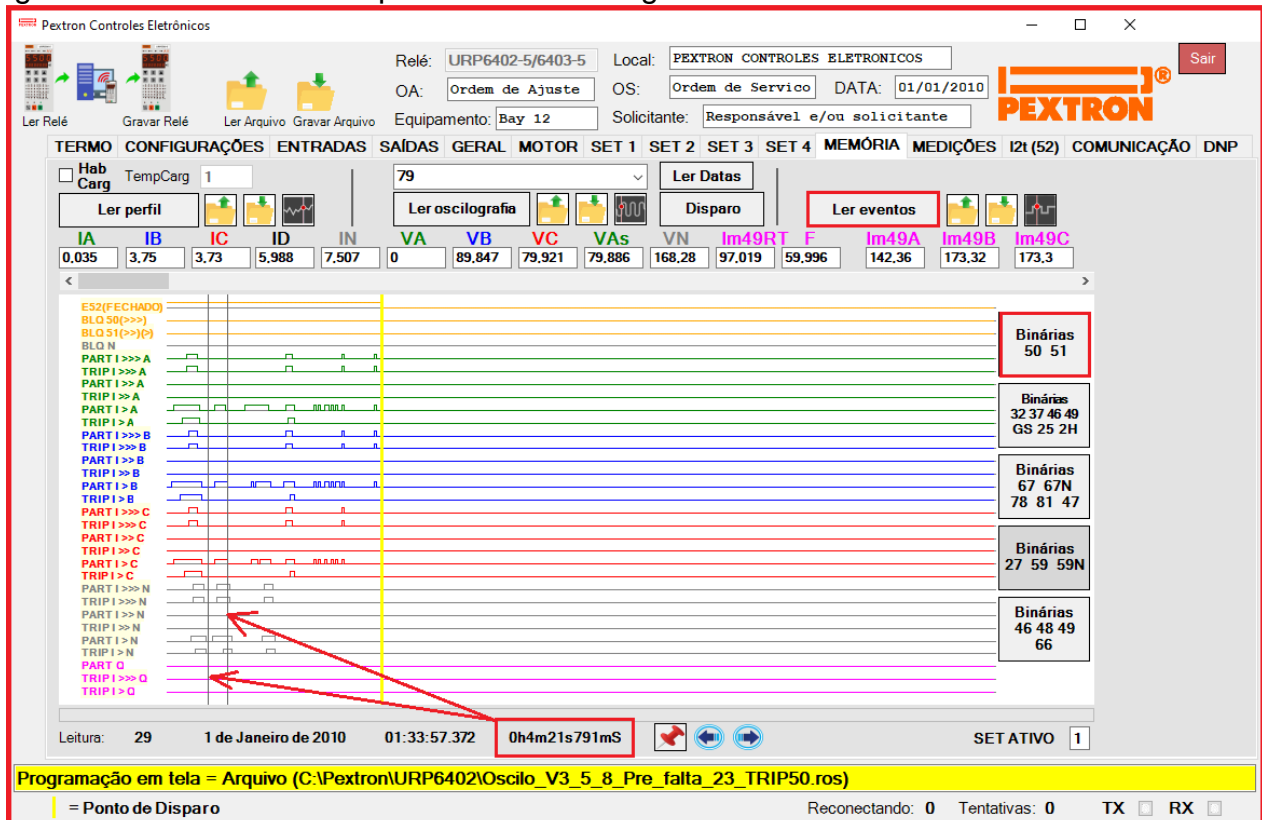 Pextron Controles Eletrônicos
Relé: URP6402-5/6403-5 Local: PEXTRON CONTROLES ELETRONICOS Sair
OA: Ordem de Ajuste OS: Ordem de Servico DATA: 01/01/2010
PEXTRON®
Ler Relé Gravar Relé Ler Arquivo Gravar Arquivo Equipamento: Bay 12 Solicitante: Responsável e/ou solicitante
TERMO CONFIGURAÇÕES ENTRADAS SAÍDAS GERAL MOTOR SET 1 SET 2 SET 3 SET 4 MEMÓRIA MEDIÇÕES I2t (52) COMUNICAÇÃO DNP
Hab Carg TempCarg 1 79 Ler Datas
Ler perfil Ler oscilografia Disparo Ler eventos
IA IB IC ID IN VA VB VC VAs VN Im49RT F Im49A Im49B Im49C
0,035 3,75 3,73 5,988 7,507 0 89,847 79,921 79,886 168,28 97,019 59,996 142,36 173,32 173,3
E52(FECHADO)
BLQ 50(>>>)
BLQ 51(>>)(>)
BLQ N
PART I >>> A
TRIP I >>> A
PART I >> A
TRIP I >> A
PART I > A
TRIP I > A
PART I >>> B
TRIP I >>> B
PART I >> B
TRIP I >> B
PART I > B
TRIP I > B
PART I >>> C
TRIP I >>> C
PART I >> C
TRIP I >> C
PART I > C
TRIP I > C
PART I >>> N
TRIP I >>> N
PART I >> N
TRIP I >> N
PART I > N
TRIP I > N
PART Q
TRIP I >>> Q
TRIP I > Q
Binárias
50 51
Binárias
32 37 46 49
GS 25 2H
Binárias
67 67N
78 81 47
Binárias
27 59 59N
Binárias
46 48 49
66
Leitura: 29 1 de Janeiro de 2010 01:33:57.372 0h4m21s791mS SET ATIVO 1
Programação em tela = Arquivo (C:\Pextron\URP6402\Oscilo_V3_5_8_Pre_falta_23_TRIP50.ros)
= Ponto de Disparo Reconectando: 0 Tentativas: 0 TX RX